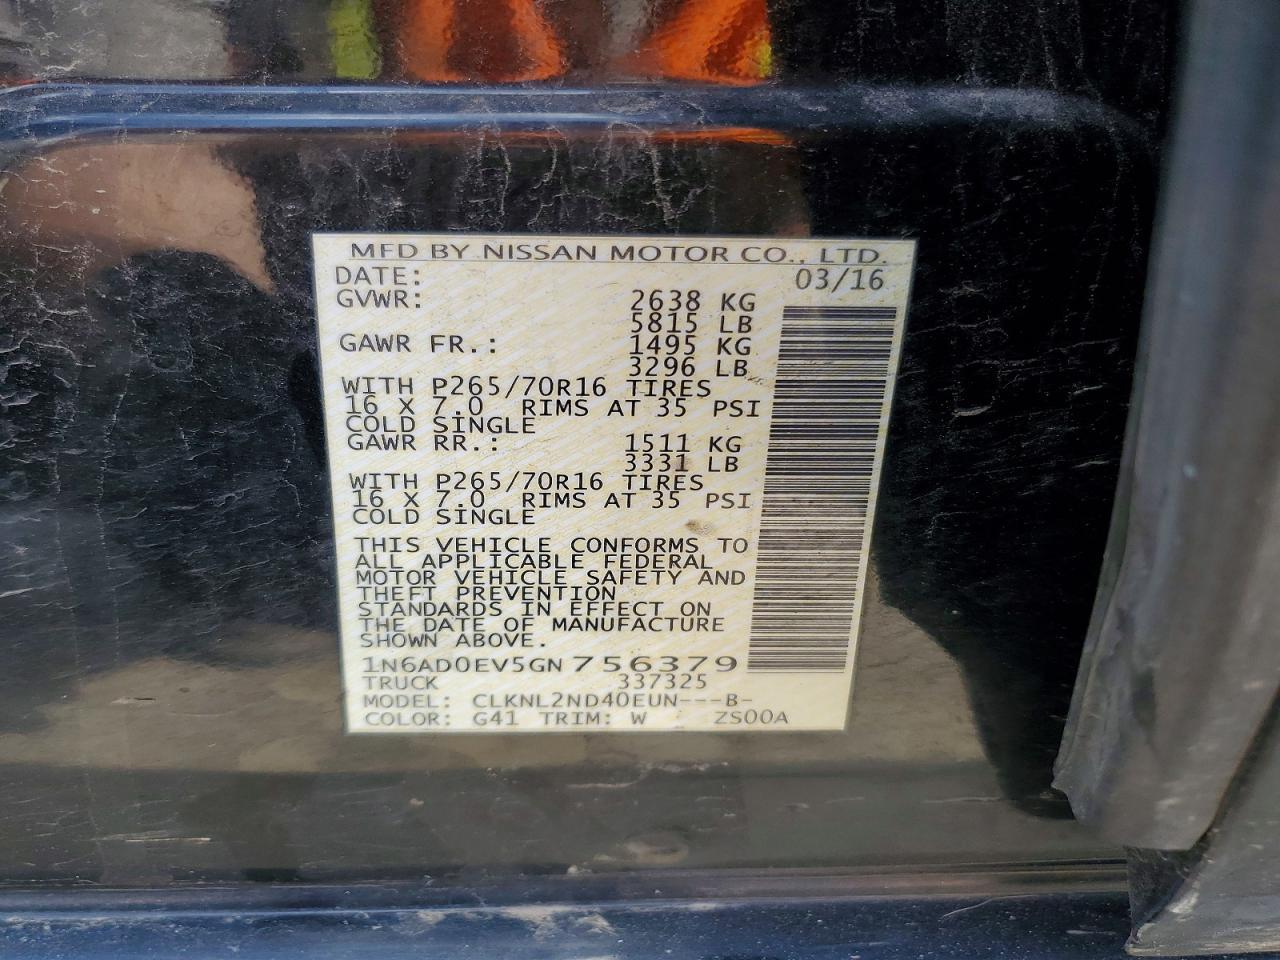 MFD BY NISSAN MOTOR CO., LTD.
DATE: 03/16
GVWR: 2638 KG
5815 LB
GAWR FR.: 1495 KG
3296 LB
WITH P265/70R16 TIRES
16 X 7.0 RIMS AT 35 PSI
COLD SINGLE
GAWR RR.: 1511 KG
3331 LB
WITH P265/70R16 TIRES
16 X 7.0 RIMS AT 35 PSI
COLD SINGLE
THIS VEHICLE CONFORMS TO
ALL APPLICABLE FEDERAL
MOTOR VEHICLE SAFETY AND
THEFT PREVENTION
STANDARDS IN EFFECT ON
THE DATE OF MANUFACTURE
SHOWN ABOVE.
1N6AD0EV5GN756379
TRUCK 337325
MODEL: CLKNL2ND40EUN---B-
COLOR: G41 TRIM: W ZS00A